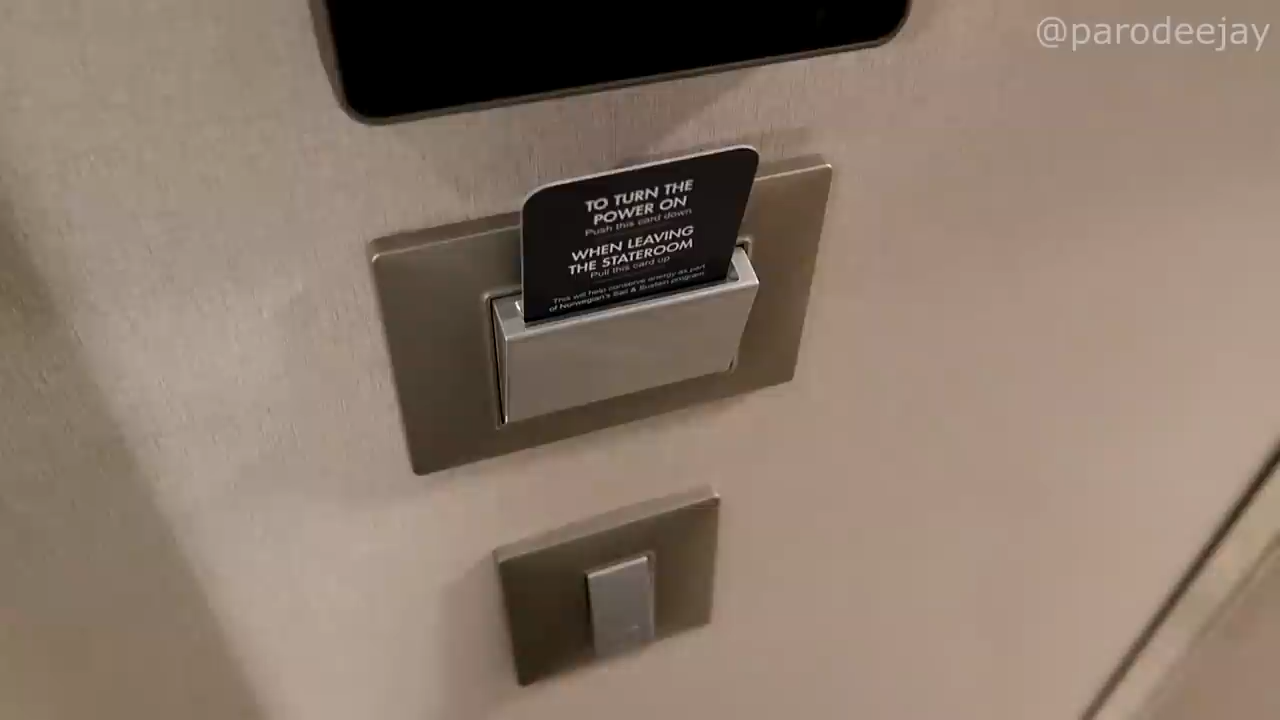 @parodeejay
TO TURN THE
POWER ON
Push this card down
WHEN LEAVING
THE STATEROOM
Pull this card up
This will help conserve energy as part
of Norwegian's Sail & Sustain program